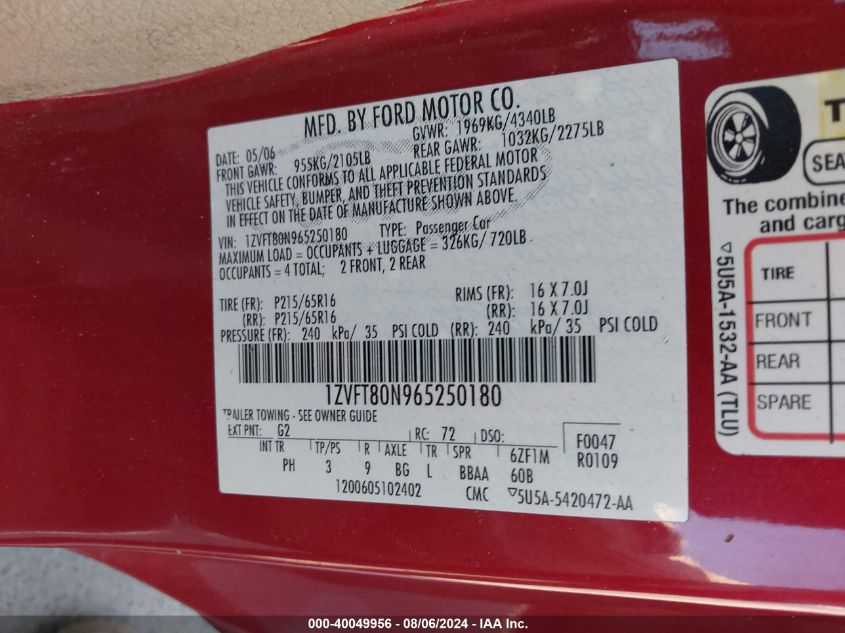 MFD. BY FORD MOTOR CO.
DATE: 05/06 GVWR: 1969KG/4340LB
FRONT GAWR: 955KG/2105LB REAR GAWR: 1032KG/2275LB
THIS VEHICLE CONFORMS TO ALL APPLICABLE FEDERAL MOTOR
VEHICLE SAFETY, BUMPER, AND THEFT PREVENTION STANDARDS
IN EFFECT ON THE DATE OF MANUFACTURE SHOWN ABOVE.
VIN: 1ZVFT80N965250180 TYPE: Passenger Car
MAXIMUM LOAD = OCCUPANTS + LUGGAGE = 326KG/ 720LB
OCCUPANTS = 4 TOTAL; 2 FRONT, 2 REAR
TIRE (FR): P215/65R16 RIMS (FR): 16 X 7.0J
(RR): P215/65R16 (RR): 16 X 7.0J
PRESSURE (FR): 240 kPa/ 35 PSI COLD (RR): 240 kPa/ 35 PSI COLD
1ZVFT80N965250180
TRAILER TOWING - SEE OWNER GUIDE
EXT PNT: G2 RC: 72 DSO: F0047
INT TR TP/PS R AXLE TR SPR 6ZF1M R0109
PH 3 9 BG L BBAA 60B
1200605102402 CMC ▽5U5A-5420472-AA
T
SEA
The combine
and carg
TIRE
FRONT
REAR
SPARE
▽5U5A-1532-AA (TLU)
000-40049956 - 08/06/2024 - IAA Inc.